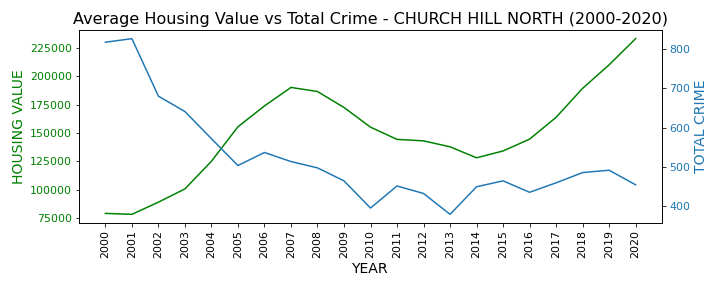 Average Housing Value vs Total Crime - CHURCH HILL NORTH (2000-2020)
HOUSING VALUE
225000
200000
175000
150000
125000
100000
75000
800
700
600
500
400
TOTAL CRIME
2000 2001 2002 2003 2004 2005 2006 2007 2008 2009 2010 2011 2012 2013 2014 2015 2016 2017 2018 2019 2020
YEAR